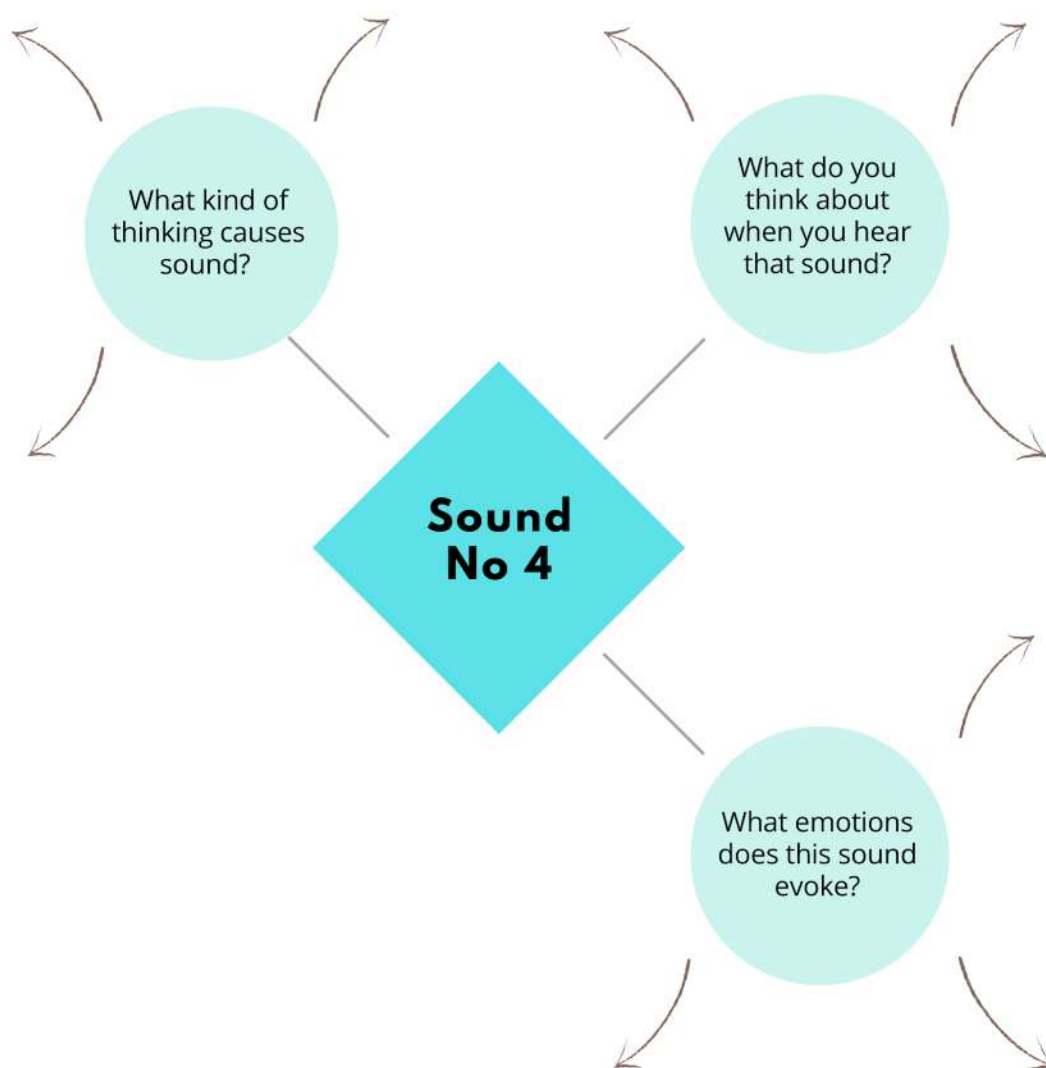 What kind of
thinking causes
sound?
What do you
think about
when you hear
that sound?
Sound
No 4
What emotions
does this sound
evoke?